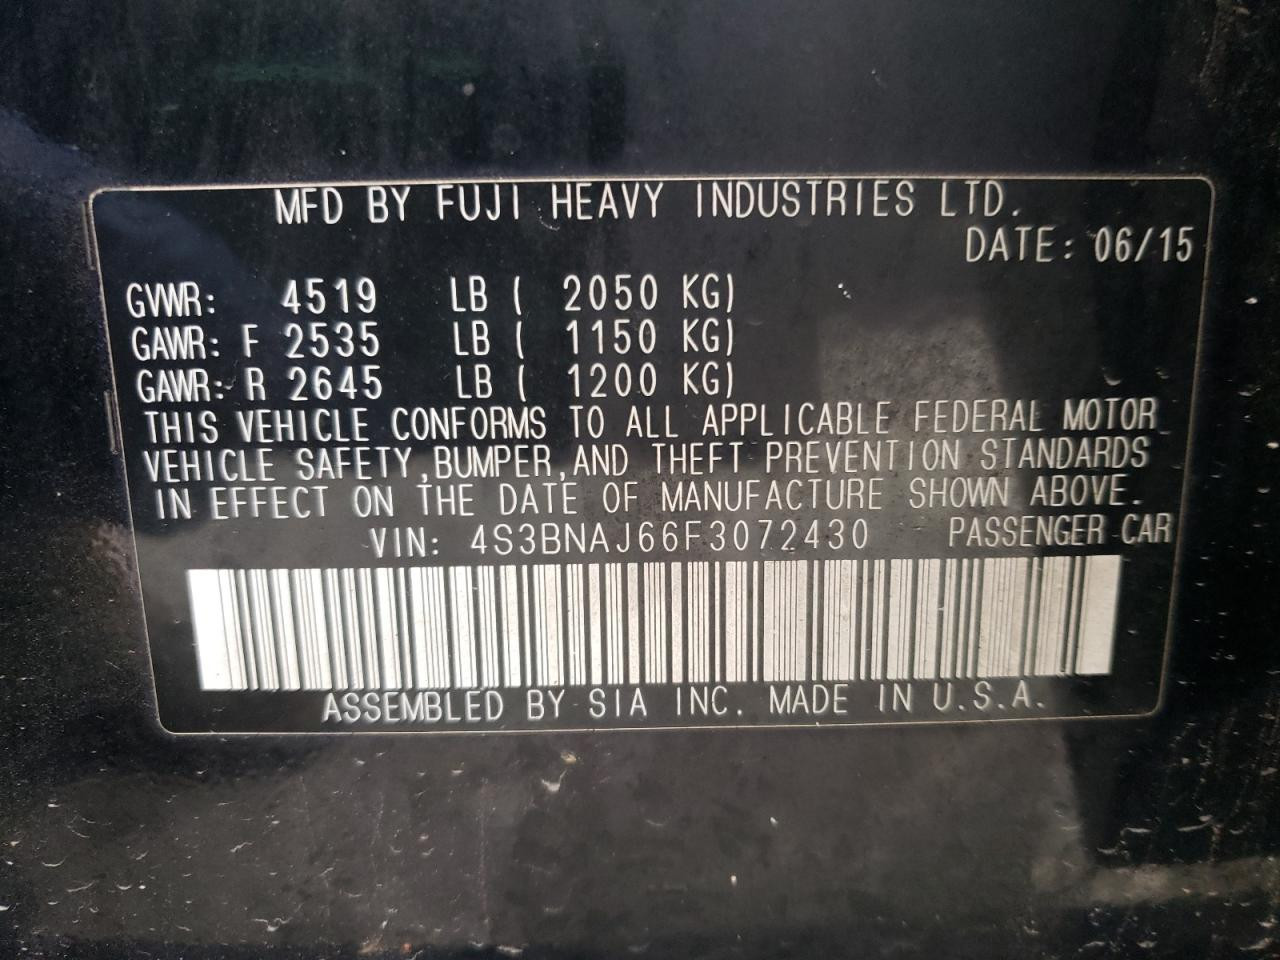 MFD BY FUJI HEAVY INDUSTRIES LTD.
DATE: 06/15
GVWR: 4519 LB ( 2050 KG)
GAWR: F 2535 LB ( 1150 KG)
GAWR: R 2645 LB ( 1200 KG)
THIS VEHICLE CONFORMS TO ALL APPLICABLE FEDERAL MOTOR
VEHICLE SAFETY,BUMPER,AND THEFT PREVENTION STANDARDS
IN EFFECT ON THE DATE OF MANUFACTURE SHOWN ABOVE.
VIN: 4S3BNAJ66F3072430 PASSENGER CAR
ASSEMBLED BY SIA INC. MADE IN U.S.A.